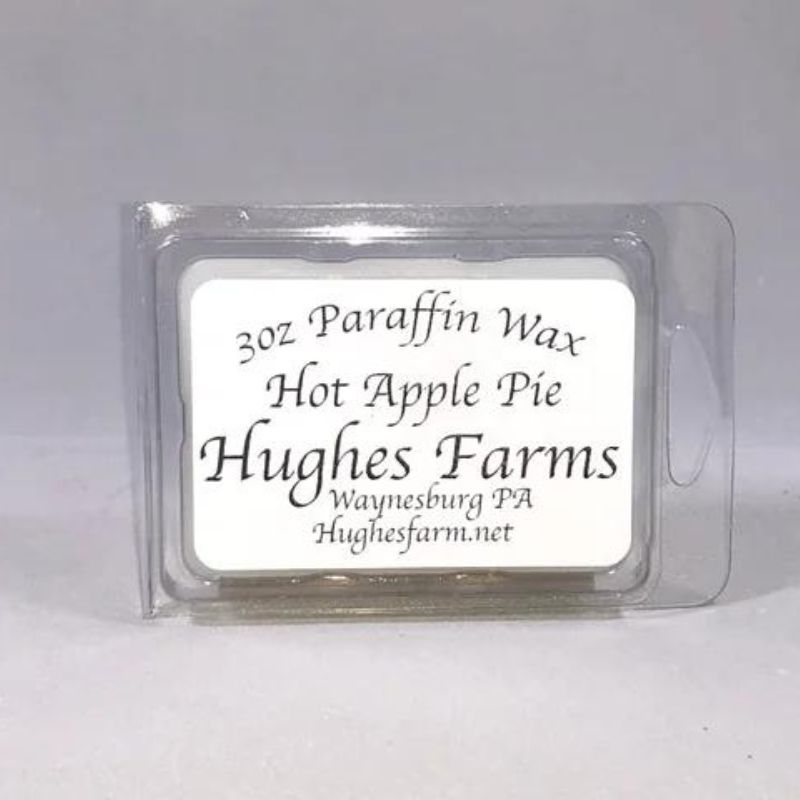 3oz Paraffin Wax
Hot Apple Pie
Hughes Farms
Waynesburg PA
Hughesfarm.net